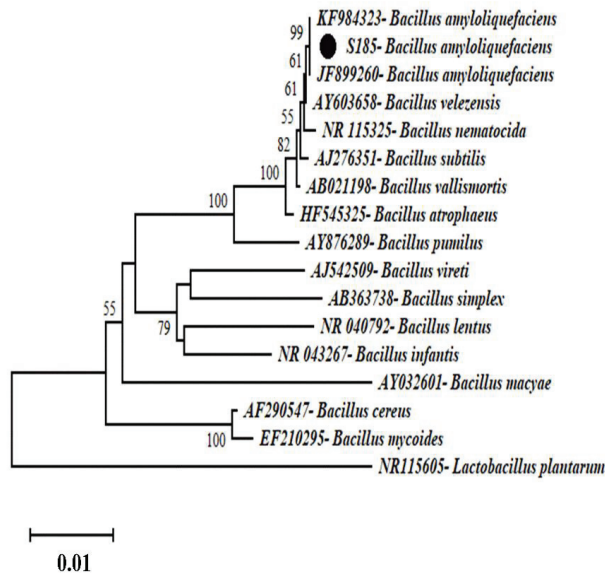 KF984323- Bacillus amyloliquefaciens
99
S185- Bacillus amyloliquefaciens
61
JF899260- Bacillus amyloliquefaciens
61
AY603658- Bacillus velezensis
55
NR 115325- Bacillus nematocida
82
AJ276351- Bacillus subtilis
100
AB021198- Bacillus vallismortis
100
HF545325- Bacillus atrophaeus
AY876289- Bacillus pumilus
AJ542509- Bacillus vireti
AB363738- Bacillus simplex
55
NR 040792- Bacillus lentus
79
NR 043267- Bacillus infantis
AY032601- Bacillus macyae
AF290547- Bacillus cereus
100
EF210295- Bacillus mycoides
NR115605- Lactobacillus plantarum
0.01